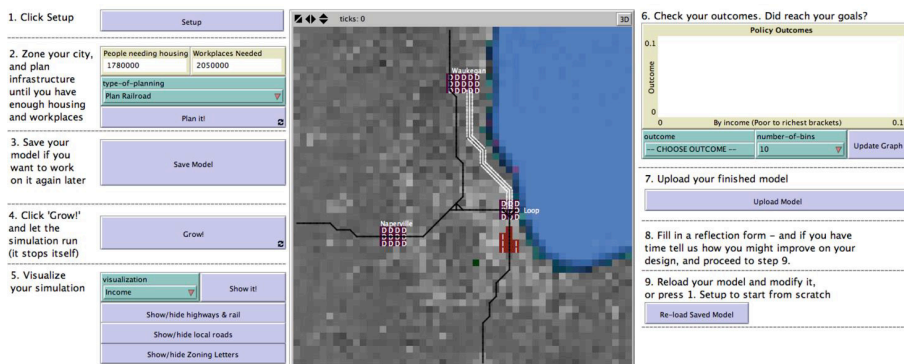 1. Click Setup
Setup
2. Zone your city,
and plan
infrastructure
until you have
enough housing
and workplaces
People needing housing
1780000
Workplaces Needed
2050000
type-of-planning
Plan Railroad
Plan it!
3. Save your
model if you
want to work
on it again later
Save Model
4. Click 'Grow!'
and let the
simulation run
(it stops itself)
Grow!
5. Visualize
your simulation
visualization
Income
Show it!
Show/hide highways & rail
Show/hide local roads
Show/hide Zoning Letters
ticks: 0
3D
Waukegan
D D D D D
D D D D D
D D D D D
Loop
D D D
D D D
Naperville
D D D D
D D D D
D D D D
6. Check your outcomes. Did reach your goals?
Policy Outcomes
0.1
Outcome
0
0
By income (Poor to richest brackets)
0.1
outcome
-- CHOOSE OUTCOME --
number-of-bins
10
Update Graph
7. Upload your finished model
Upload Model
8. Fill in a reflection form – and if you have
time tell us how you might improve on your
design, and proceed to step 9.
9. Reload your model and modify it,
or press 1. Setup to start from scratch
Re-load Saved Model